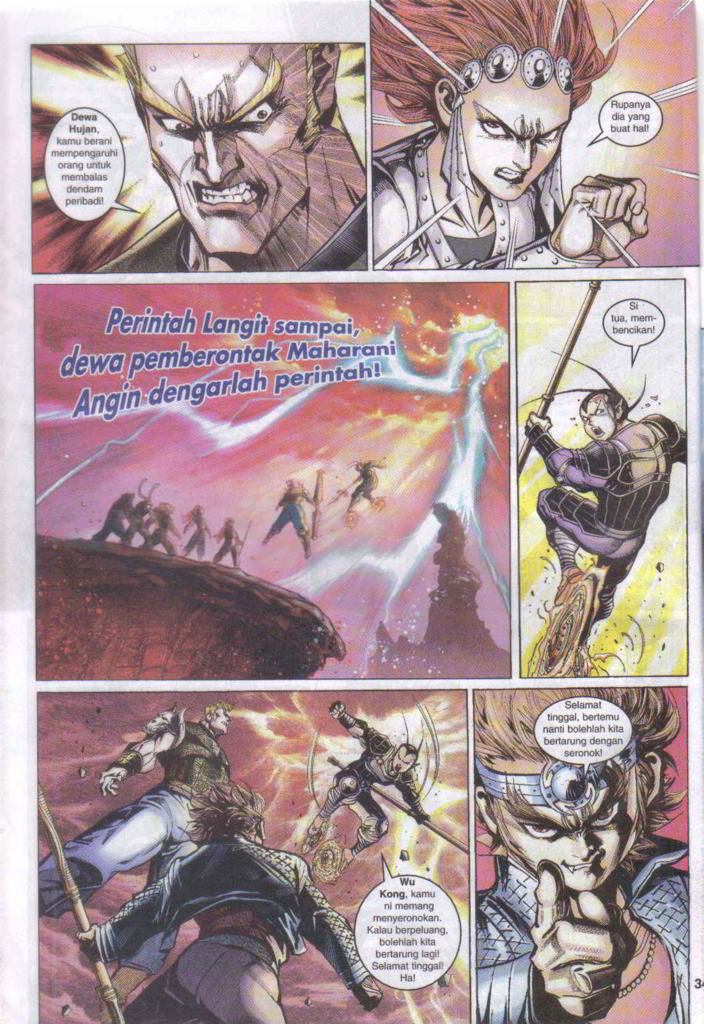 Dewa
Hujan,
kamu berani
mempengaruhi
orang untuk
membalas
dendam
peribadi!
Rupanya
dia yang
buat hal!
Perintah Langit sampai,
dewa pemberontak Maharani
Angin dengarlah perintah!
Si
tua, mem-
bencikan!
Wu
Kong, kamu
ni memang
menyeronokan.
Kalau berpeluang,
bolehlah kita
bertarung lagi!
Selamat tinggal!
Ha!
Selamat
tinggal, bertemu
nanti bolehlah kita
bertarung dengan
seronok!